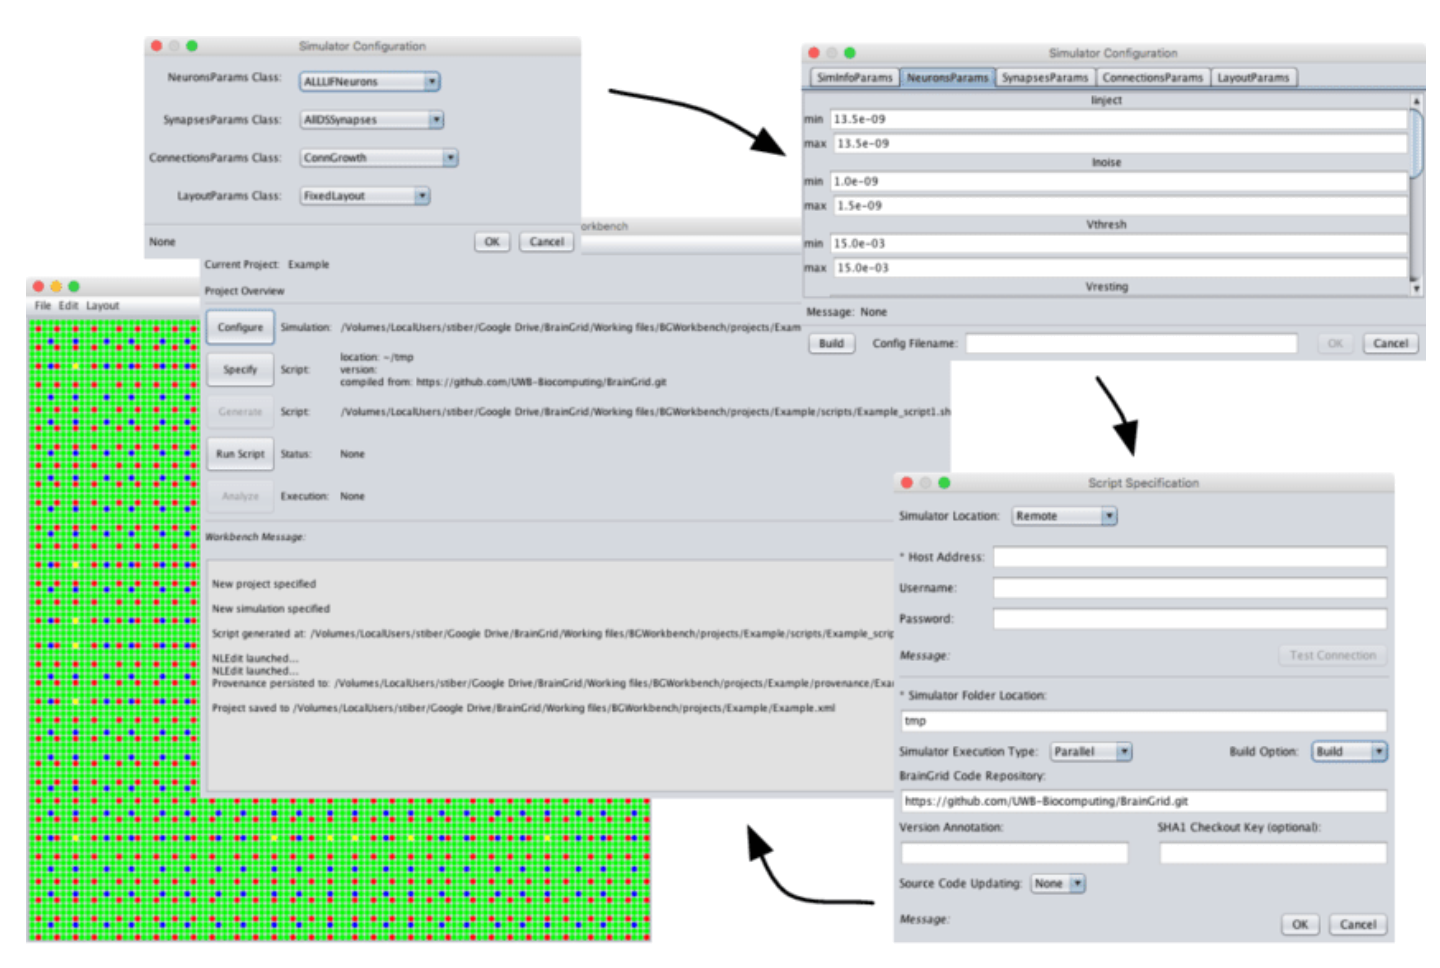 Simulator Configuration
NeuronsParams Class: ALLLIFNeurons
SynapsesParams Class: AllDSSynapses
ConnectionsParams Class: ConnGrowth
LayoutParams Class: FixedLayout
None OK Cancel
Simulator Configuration
SimInfoParams NeuronsParams SynapsesParams ConnectionsParams LayoutParams
Iinject
min 13.5e-09
max 13.5e-09
Inoise
min 1.0e-09
max 1.5e-09
Vthresh
min 15.0e-03
max 15.0e-03
Vresting
Message: None
Build Config Filename: OK Cancel
File Edit Layout
orkbench
Current Project: Example
Project Overview
Configure Simulation: /Volumes/LocalUsers/stiber/Google Drive/BrainGrid/Working files/BGWorkbench/projects/Exam
Specify Script: location: ~/tmp
version:
compiled from: https://github.com/UWB-Biocomputing/BrainGrid.git
Generate Script: /Volumes/LocalUsers/stiber/Google Drive/BrainGrid/Working files/BGWorkbench/projects/Example/scripts/Example_script1.sh
Run Script Status: None
Analyze Execution: None
Workbench Message:
New project specified
New simulation specified
Script generated at: /Volumes/LocalUsers/stiber/Google Drive/BrainGrid/Working files/BGWorkbench/projects/Example/scripts/Example_scrip
NLEdit launched...
NLEdit launched...
Provenance persisted to: /Volumes/LocalUsers/stiber/Google Drive/BrainGrid/Working files/BGWorkbench/projects/Example/provenance/Exa
Project saved to /Volumes/LocalUsers/stiber/Google Drive/BrainGrid/Working files/BGWorkbench/projects/Example/Example.xml
Script Specification
Simulator Location: Remote
* Host Address:
Username:
Password:
Message: Test Connection
* Simulator Folder Location:
tmp
Simulator Execution Type: Parallel Build Option: Build
BrainGrid Code Repository:
https://github.com/UWB-Biocomputing/BrainGrid.git
Version Annotation: SHA1 Checkout Key (optional):
Source Code Updating: None
Message: OK Cancel